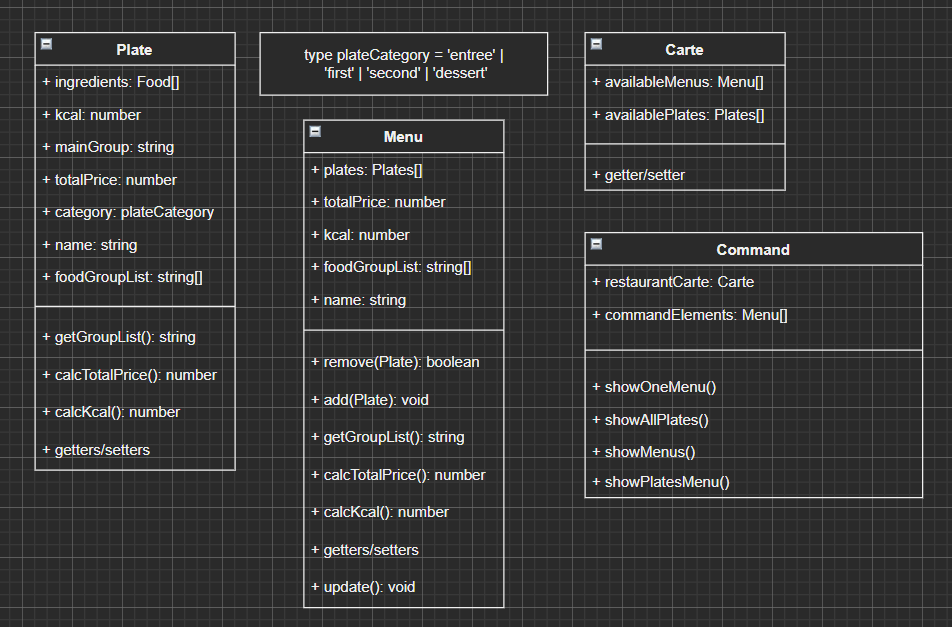 Plate
+ ingredients: Food[]
+ kcal: number
+ mainGroup: string
+ totalPrice: number
+ category: plateCategory
+ name: string
+ foodGroupList: string[]
+ getGroupList(): string
+ calcTotalPrice(): number
+ calcKcal(): number
+ getters/setters
type plateCategory = 'entree' |
'first' | 'second' | 'dessert'
Menu
+ plates: Plates[]
+ totalPrice: number
+ kcal: number
+ foodGroupList: string[]
+ name: string
+ remove(Plate): boolean
+ add(Plate): void
+ getGroupList(): string
+ calcTotalPrice(): number
+ calcKcal(): number
+ getters/setters
+ update(): void
Carte
+ availableMenus: Menu[]
+ availablePlates: Plates[]
+ getter/setter
Command
+ restaurantCarte: Carte
+ commandElements: Menu[]
+ showOneMenu()
+ showAllPlates()
+ showMenus()
+ showPlatesMenu()